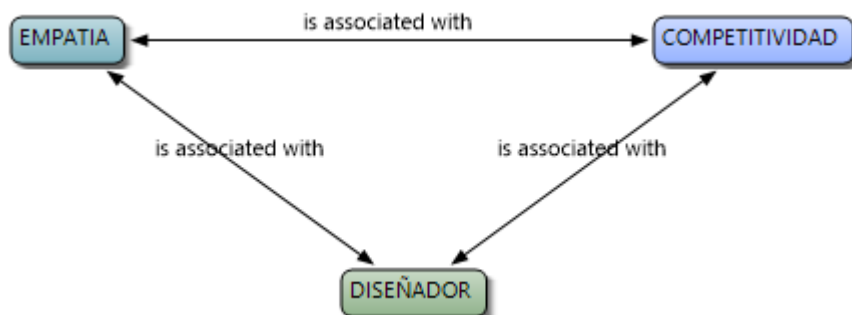 is associated with
EMPATIA
COMPETITIVIDAD
is associated with
is associated with
DISEÑADOR